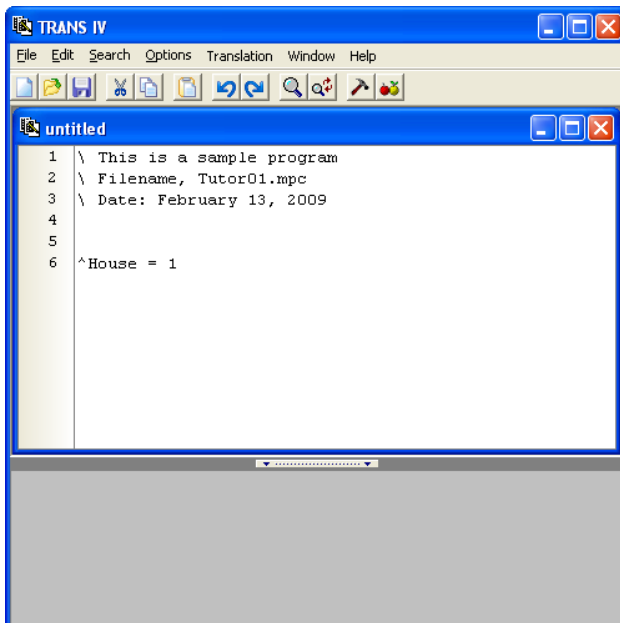 TRANS IV
File Edit Search Options Translation Window Help
untitled
1 \ This is a sample program
2 \ Filename, Tutor01.mpc
3 \ Date: February 13, 2009
4
5
6 ^House = 1